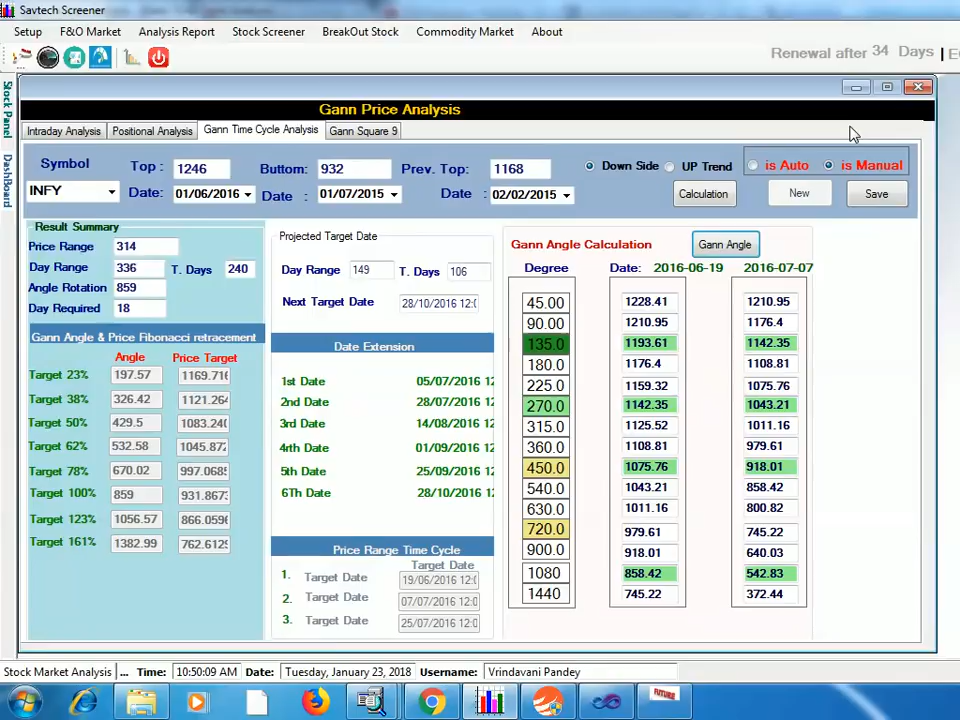 Savtech Screener
Setup F&O Market Analysis Report Stock Screener BreakOut Stock Commodity Market About
Renewal after 34 Days
Stock Panel
DashBoard
Gann Price Analysis
Intraday Analysis Positional Analysis Gann Time Cycle Analysis Gann Square 9
Symbol Top : 1246 Buttom: 932 Prev. Top: 1168 Down Side UP Trend is Auto is Manual
INFY Date: 01/06/2016 Date : 01/07/2015 Date : 02/02/2015 Calculation New Save
Result Summary
Price Range 314
Day Range 336 T. Days 240
Angle Rotation 859
Day Required 18
Gann Angle & Price Fibonacci retracement
Angle Price Target
Target 23% 197.57 1169.716
Target 38% 326.42 1121.264
Target 50% 429.5 1083.240
Target 62% 532.58 1045.872
Target 78% 670.02 997.0685
Target 100% 859 931.8673
Target 123% 1056.57 866.0596
Target 161% 1382.99 762.6129
Projected Target Date
Day Range 149 T. Days 106
Next Target Date 28/10/2016 12:0
Date Extension
1st Date 05/07/2016 12
2nd Date 28/07/2016 12
3rd Date 14/08/2016 12
4rth Date 01/09/2016 12
5th Date 25/09/2016 12
6Th Date 28/10/2016 12
Price Range Time Cycle
Target Date
1. Target Date 19/06/2016 12:0
2. Target Date 07/07/2016 12:0
3. Target Date 25/07/2016 12:0
Gann Angle Calculation Gann Angle
Degree Date: 2016-06-19 2016-07-07
45.00 1228.41 1210.95
90.00 1210.95 1176.4
135.0 1193.61 1142.35
180.0 1176.4 1108.81
225.0 1159.32 1075.76
270.0 1142.35 1043.21
315.0 1125.52 1011.16
360.0 1108.81 979.61
450.0 1075.76 918.01
540.0 1043.21 858.42
630.0 1011.16 800.82
720.0 979.61 745.22
900.0 918.01 640.03
1080 858.42 542.83
1440 745.22 372.44
Stock Market Analysis ... Time: 10:50:09 AM Date: Tuesday, January 23, 2018 Username: Vrindavani Pandey
FUTURE